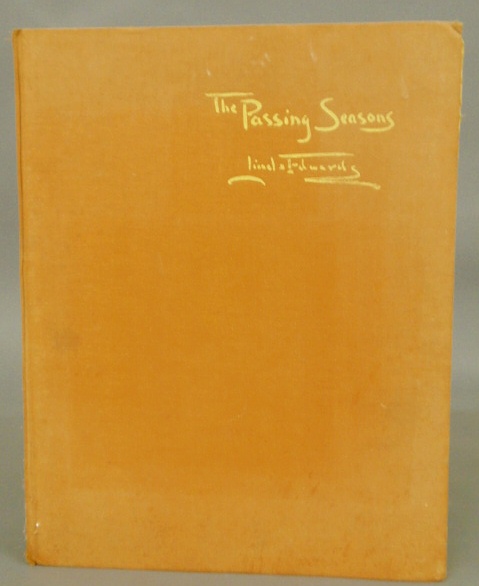 The Passing Seasons
Lionel Edwards